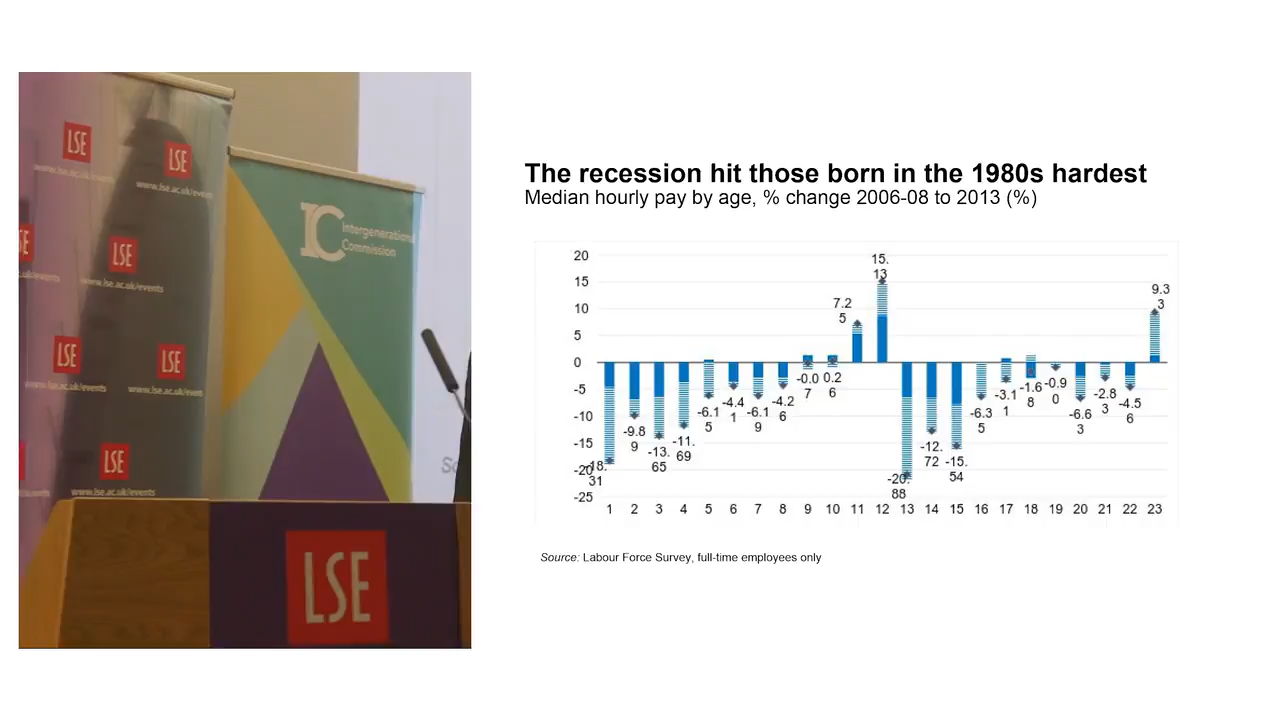 LSE
www.lse.ac.uk/events
LSE
www.lse.ac.uk/events
LSE
www.lse.ac.uk/events
LSE
www.lse.ac.uk/events
LSE
www.lse.ac.uk/events
LSE
www.lse.ac.uk/events
IC
Intergenerational
Commission
LSE
The recession hit those born in the 1980s hardest
Median hourly pay by age, % change 2006-08 to 2013 (%)
20
15
10
5
0
-5
-10
-15
-20
-25
-18.
31
-9.8
9
-13.
65
-11.
69
-6.1
5
-4.4
1
-6.1
9
-4.2
6
-0.0
7
0.2
6
7.2
5
15.
13
-20.
88
-12.
72
-15.
54
-6.3
5
-3.1
1
-1.6
8
-0.9
0
-6.6
3
-2.8
3
-4.5
6
9.3
3
1 2 3 4 5 6 7 8 9 10 11 12 13 14 15 16 17 18 19 20 21 22 23
Source: Labour Force Survey, full-time employees only